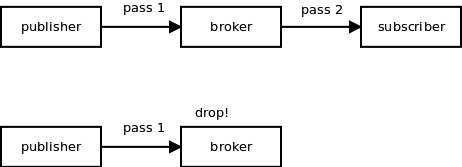 pass 1
pass 2
publisher
broker
subscriber
drop!
pass 1
publisher
broker